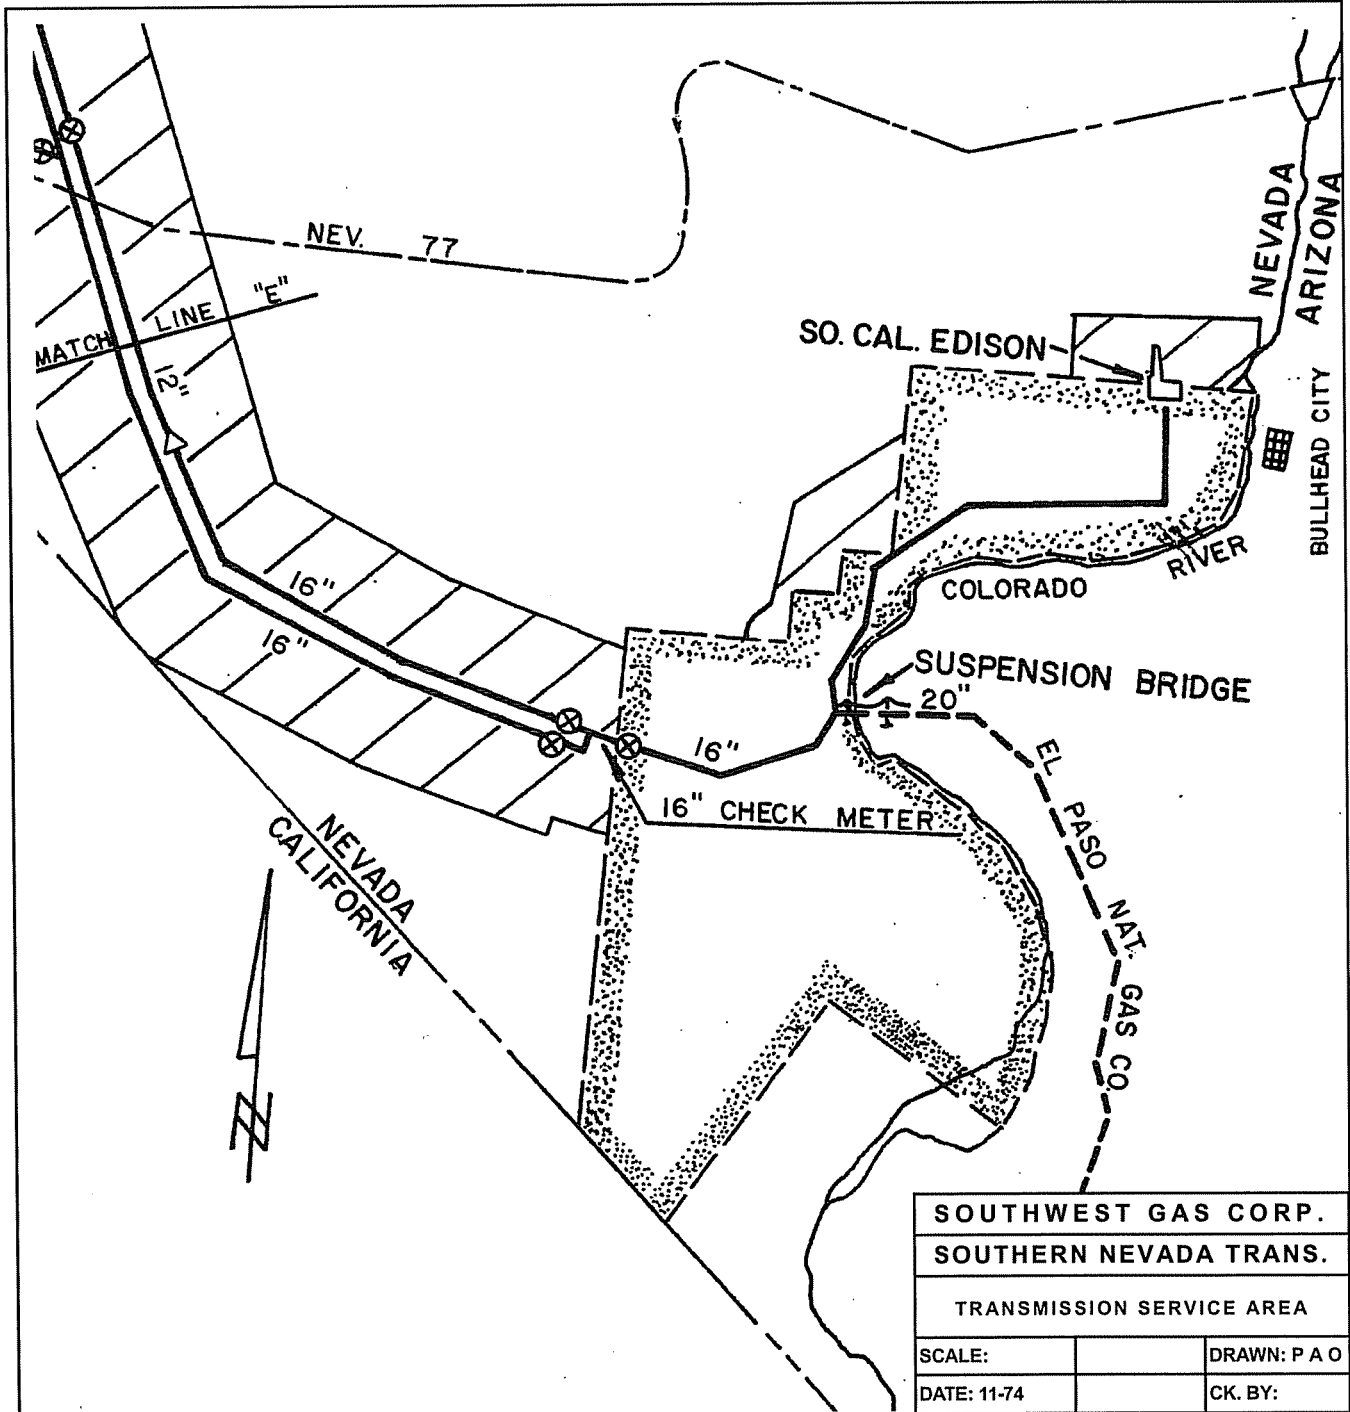 NEV. 77
NEVADA
ARIZONA
MATCH LINE "E"
12"
SO. CAL. EDISON
BULLHEAD CITY
COLORADO RIVER
16"
16"
SUSPENSION BRIDGE
20"
16"
16" CHECK METER
EL PASO NAT. GAS CO.
NEVADA
CALIFORNIA
N
SOUTHWEST GAS CORP.
SOUTHERN NEVADA TRANS.
TRANSMISSION SERVICE AREA
SCALE:
DRAWN: P A O
DATE: 11-74
CK. BY: